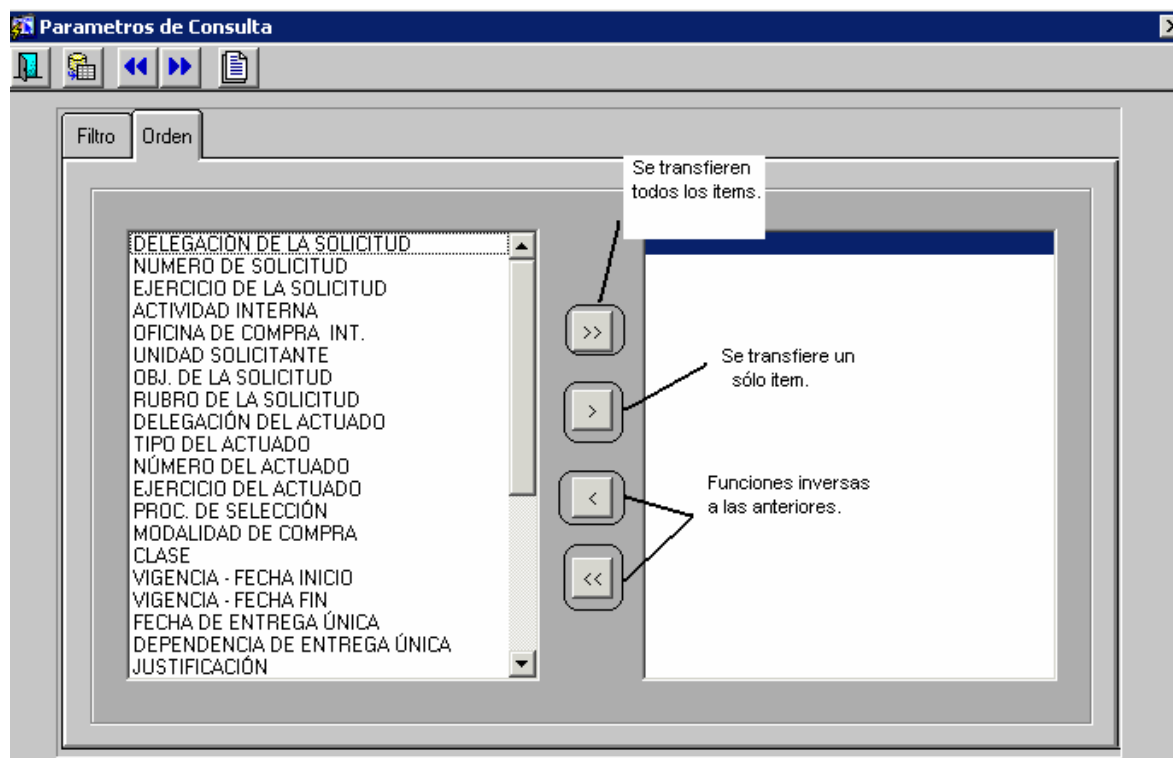 Parametros de Consulta
Filtro
Orden
Se transfieren
todos los items.
DELEGACIÓN DE LA SOLICITUD
NUMERO DE SOLICITUD
EJERCICIO DE LA SOLICITUD
ACTIVIDAD INTERNA
OFICINA DE COMPRA INT.
UNIDAD SOLICITANTE
OBJ. DE LA SOLICITUD
RUBRO DE LA SOLICITUD
DELEGACIÓN DEL ACTUADO
TIPO DEL ACTUADO
NÚMERO DEL ACTUADO
EJERCICIO DEL ACTUADO
PROC. DE SELECCIÓN
MODALIDAD DE COMPRA
CLASE
VIGENCIA - FECHA INICIO
VIGENCIA - FECHA FIN
FECHA DE ENTREGA ÚNICA
DEPENDENCIA DE ENTREGA ÚNICA
JUSTIFICACIÓN
>>
>
<
<<
Se transfiere un
sólo item.
Funciones inversas
a las anteriores.